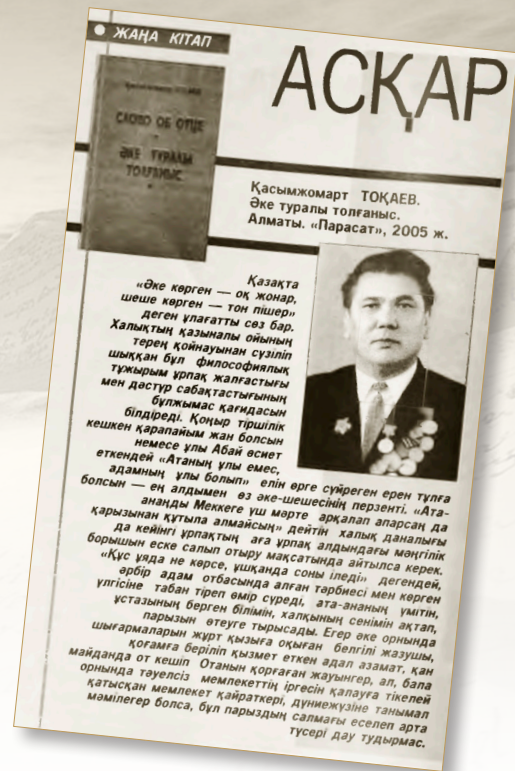 ЖАҢА КІТАП
АСҚАР
СЛОВО ОБ ОТЦЕ
ӘКЕ ТУРАЛЫ
ТОЛҒАНЫС
Қасымжомарт ТОҚАЕВ.
Әке туралы толғаныс.
Алматы. «Парасат», 2005 ж.
Қазақта
«Әке көрген — оқ жонар,
шеше көрген — тон пішер»
деген ұлағатты сөз бар.
Халықтың қазыналы ойының
терең қойнауынан сүзіліп
шыққан бұл философиялық
тұжырым ұрпақ жалғастығы
мен дәстүр сабақтастығының
бұлжымас қағидасын
білдіреді. Қоңыр тіршілік
кешкен қарапайым жан болсын
немесе ұлы Абай өсиет
еткендей «Атаның ұлы емес,
адамның ұлы болып» елін өрге сүйреген ерен тұлға
болсын — ең алдымен өз әке-шешесінің перзенті. «Ата-
анаңды Меккеге үш мәрте арқалап апарсаң да
қарызынан құтыла алмайсың» дейтін халық даналығы
да кейінгі ұрпақтың аға ұрпақ алдындағы мәңгілік
борышын еске салып отыру мақсатында айтылса керек.
«Құс ұяда не көрсе, ұшқанда соны іледі» дегендей,
әрбір адам отбасында алған тәрбиесі мен көрген
үлгісіне табан тіреп өмір сүреді, ата-ананың үмітін,
ұстазының берген білімін, халқының сенімін ақтап,
парызын өтеуге тырысады. Егер әке орнында
шығармаларын жұрт қызыға оқыған белгілі жазушы,
қоғамға беріліп қызмет еткен адал азамат, қан
майданда от кешіп Отанын қорғаған жауынгер, ал, бала
орнында тәуелсіз мемлекеттің іргесін қалауға тікелей
қатысқан мемлекет қайраткері, дүниежүзіне танымал
мәмілегер болса, бұл парыздың салмағы еселеп арта
түсері дау тудырмас.